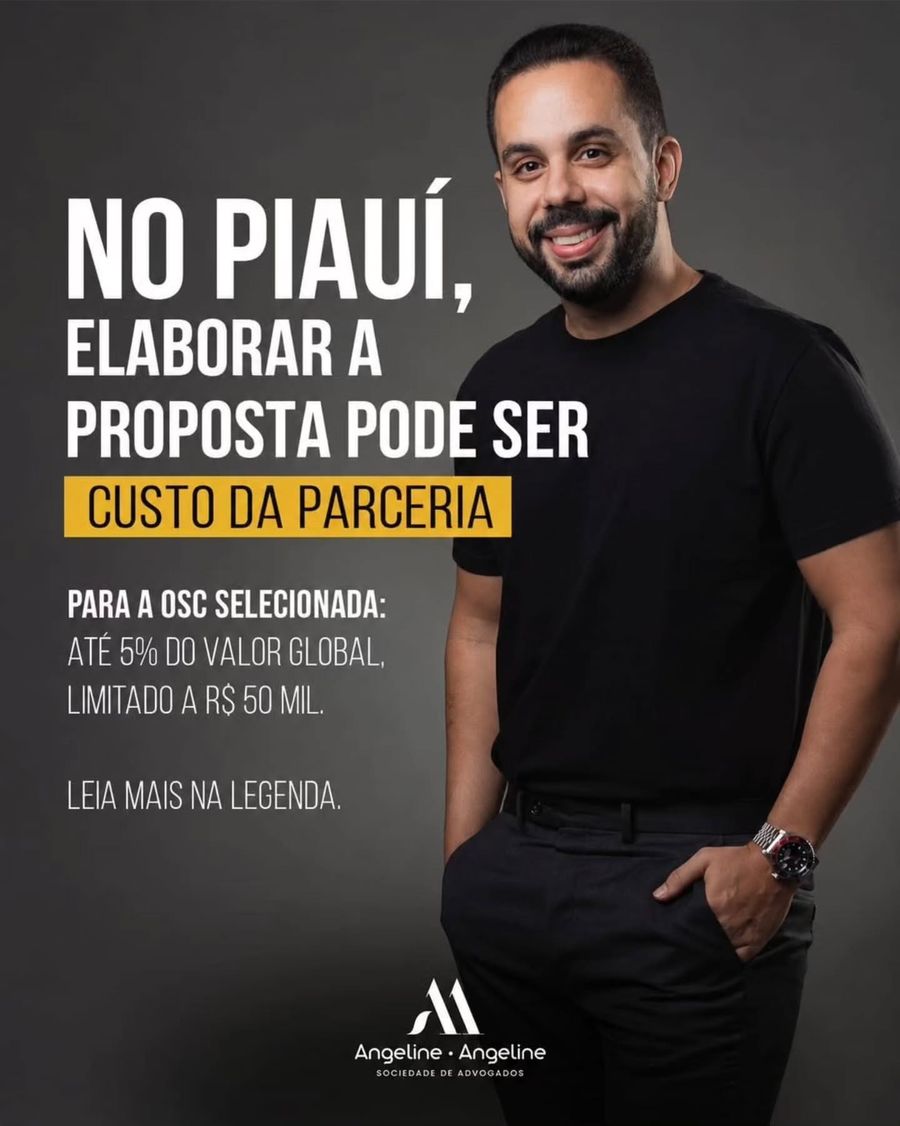 NO PIAUÍ,
ELABORAR A
PROPOSTA PODE SER
CUSTO DA PARCERIA
PARA A OSC SELECIONADA:
ATÉ 5% DO VALOR GLOBAL,
LIMITADO A R$ 50 MIL.
LEIA MAIS NA LEGENDA.
Angeline • Angeline
SOCIEDADE DE ADVOGADOS